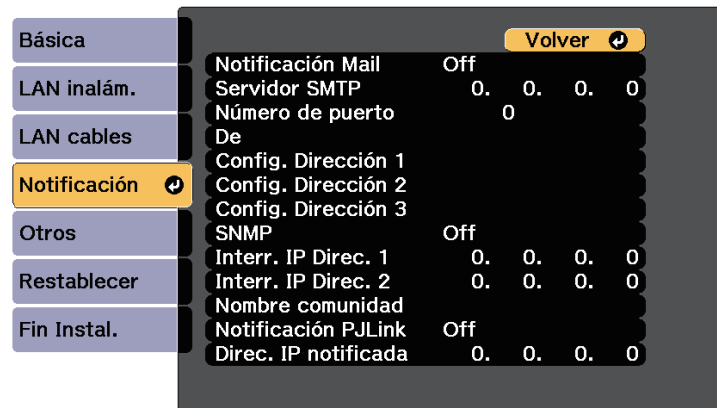 Básica
LAN inalám.
LAN cables
Notificación
Otros
Restablecer
Fin Instal.
Volver
Notificación Mail Off
Servidor SMTP 0. 0. 0. 0
Número de puerto 0
De
Config. Dirección 1
Config. Dirección 2
Config. Dirección 3
SNMP Off
Interr. IP Direc. 1 0. 0. 0. 0
Interr. IP Direc. 2 0. 0. 0. 0
Nombre comunidad
Notificación PJLink Off
Direc. IP notificada 0. 0. 0. 0